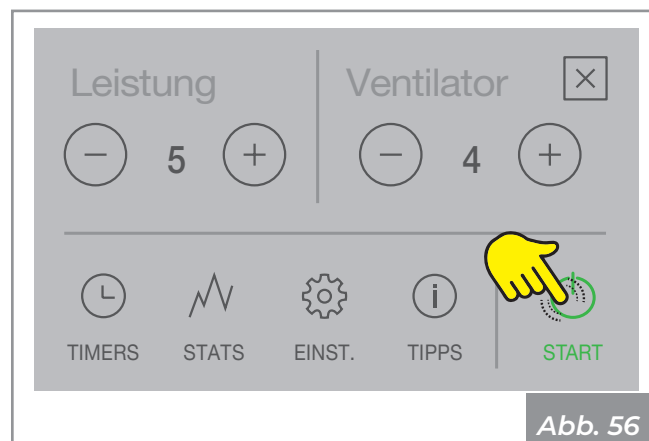 Leistung Ventilator
5 4
TIMERS STATS EINST. TIPPS START
Abb. 56